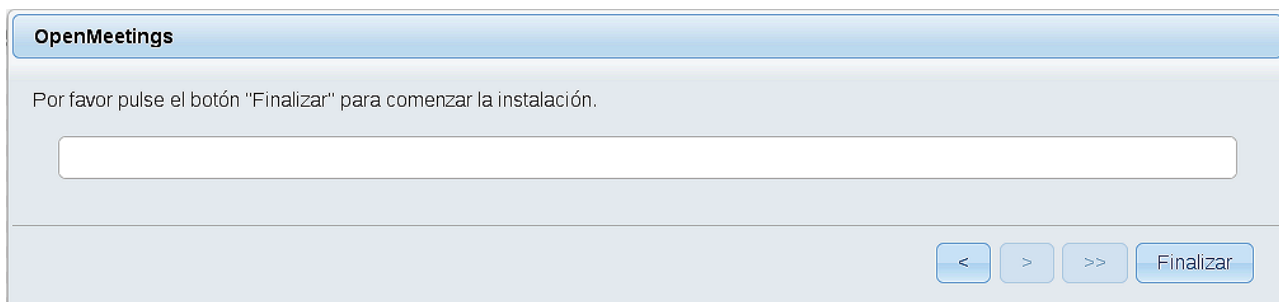 OpenMeetings
Por favor pulse el botón "Finalizar" para comenzar la instalación.
< > >> Finalizar